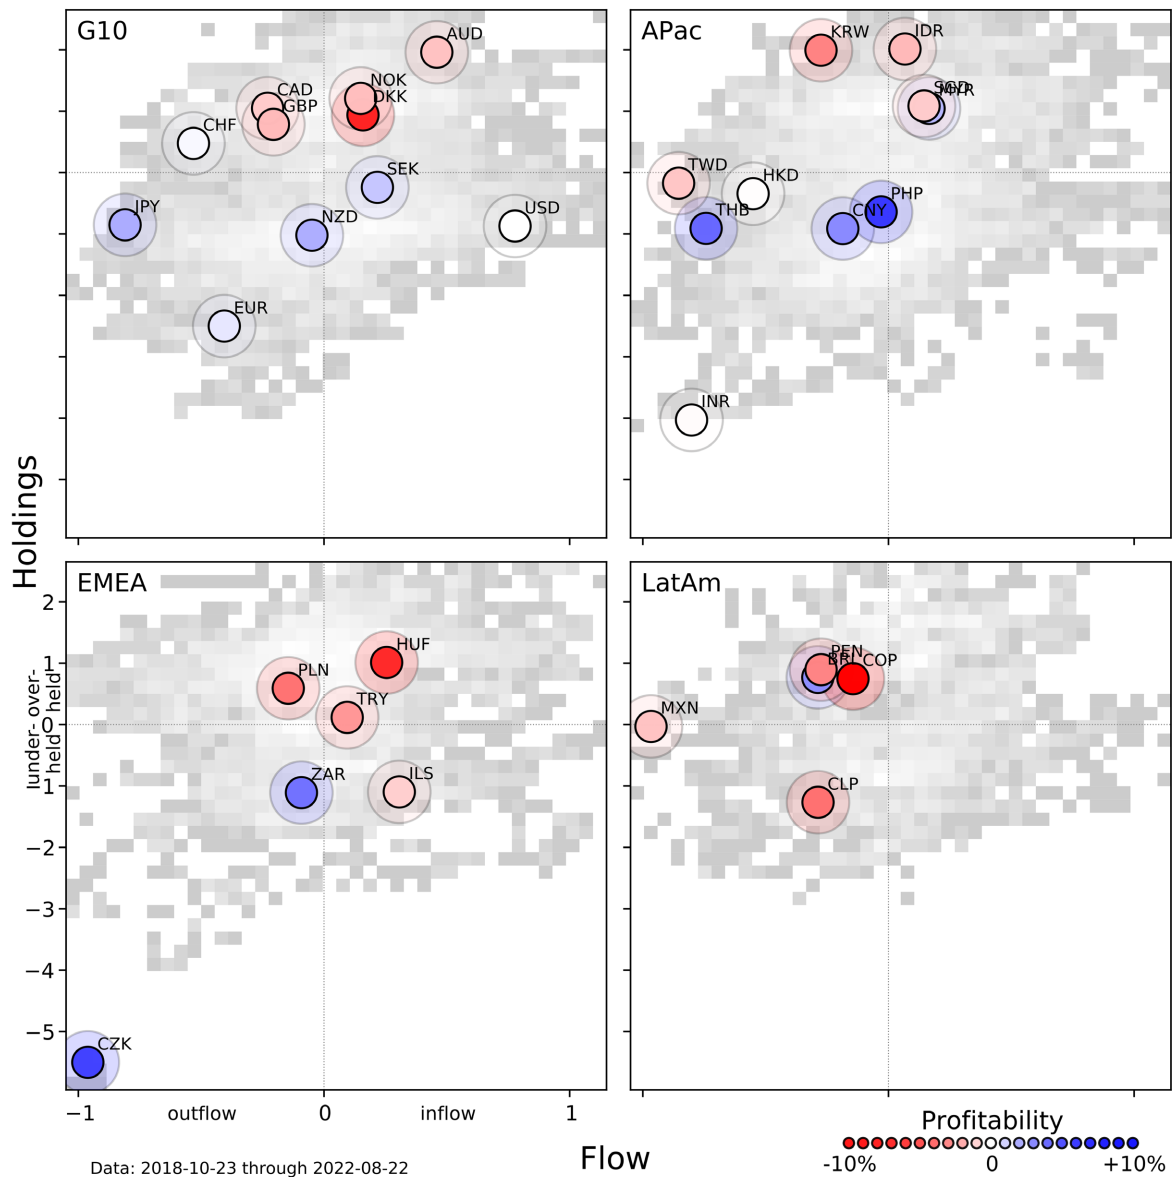 G10
AUD
NOK
DKK
CAD
GBP
CHF
SEK
JPY
NZD
USD
EUR
APac
KRW
IDR
SGD
MYR
TWD
HKD
THB
CNY
PHP
INR
Holdings
EMEA
HUF
PLN
TRY
ZAR
ILS
CZK
2
1
0
−1
−2
−3
−4
−5
|under- over-
held held|
−1 outflow 0 inflow 1
LatAm
PEN
BRL
COP
MXN
CLP
Flow
Profitability
-10% 0 +10%
Data: 2018-10-23 through 2022-08-22